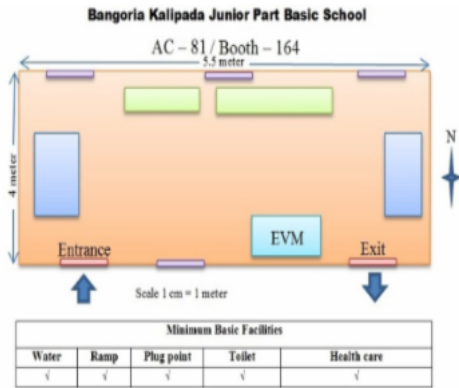 Bangoria Kalipada Junior Part Basic School
AC – 81/ Booth – 164
5.5 meter
4 meter
N
EVM
Entrance
Exit
Scale 1 cm = 1 meter
Minimum Basic Facilities
Water Ramp Plug point Toilet Health care
√ √ √ √ √